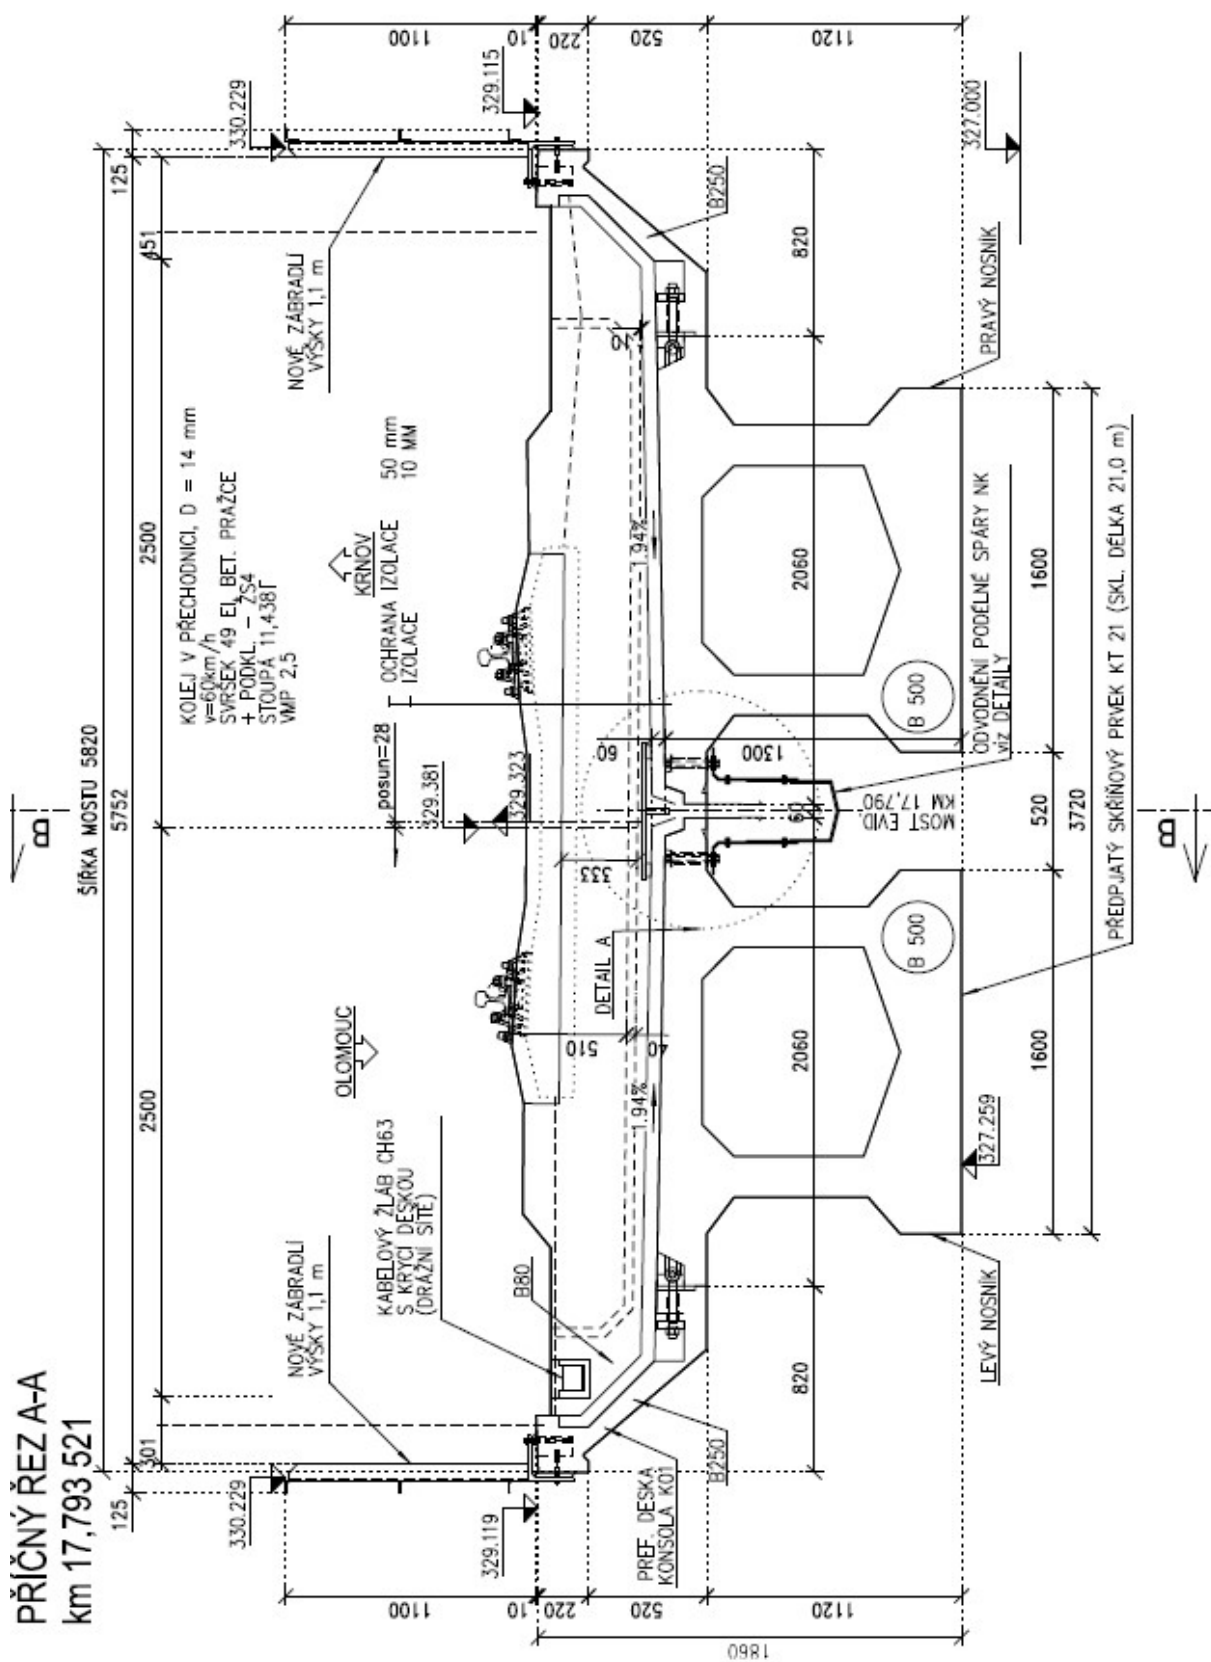 PŘÍČNÝ ŘEZ A-A
km 17,793 521
ŠÍŘKA MOSTU 5820
5752
125
301
2500
2500
451
125
B
B
330.229
330.229
NOVÉ ZÁBRADLÍ
VÝŠKY 1,1 m
NOVÉ ZÁBRADLÍ
VÝŠKY 1,1 m
KOLEJ V PŘECHODNICI, D = 14 mm
v=60km/h
SVRŠEK 49 E1, BET. PRAŽCE
+ PODKL. - ZS4
STOUPÁ 11,438‰
VMP 2,5
OLOMOUC
KRNOV
KABELOVÝ ŽLAB CH63
S KRYCÍ DESKOU
(DRÁŽNÍ SÍTĚ)
posun=28
329.381
329.323
OCHRANA IZOLACE 50 mm
IZOLACE 10 MM
329.119
329.115
B80
510
40
333
60
1300
10
1.94%
1.94%
DETAIL A
PREF. DESKA
KONSOLA K01
B250
B250
820
2060
60
2060
820
MOST EVID.
KM 17,790
B 500
B 500
LEVÝ NOSNÍK
PRAVÝ NOSNÍK
327.259
327.000
ODVODNĚNÍ PODÉLNÉ SPÁRY NK
viz DETAILY
1600
520
1600
3720
PŘEDPJATÝ SKŘÍŇOVÝ PRVEK KT 21 (SKL. DÉLKA 21,0 m)
1100
10
220
520
1120
1860
1100
10
220
520
1120